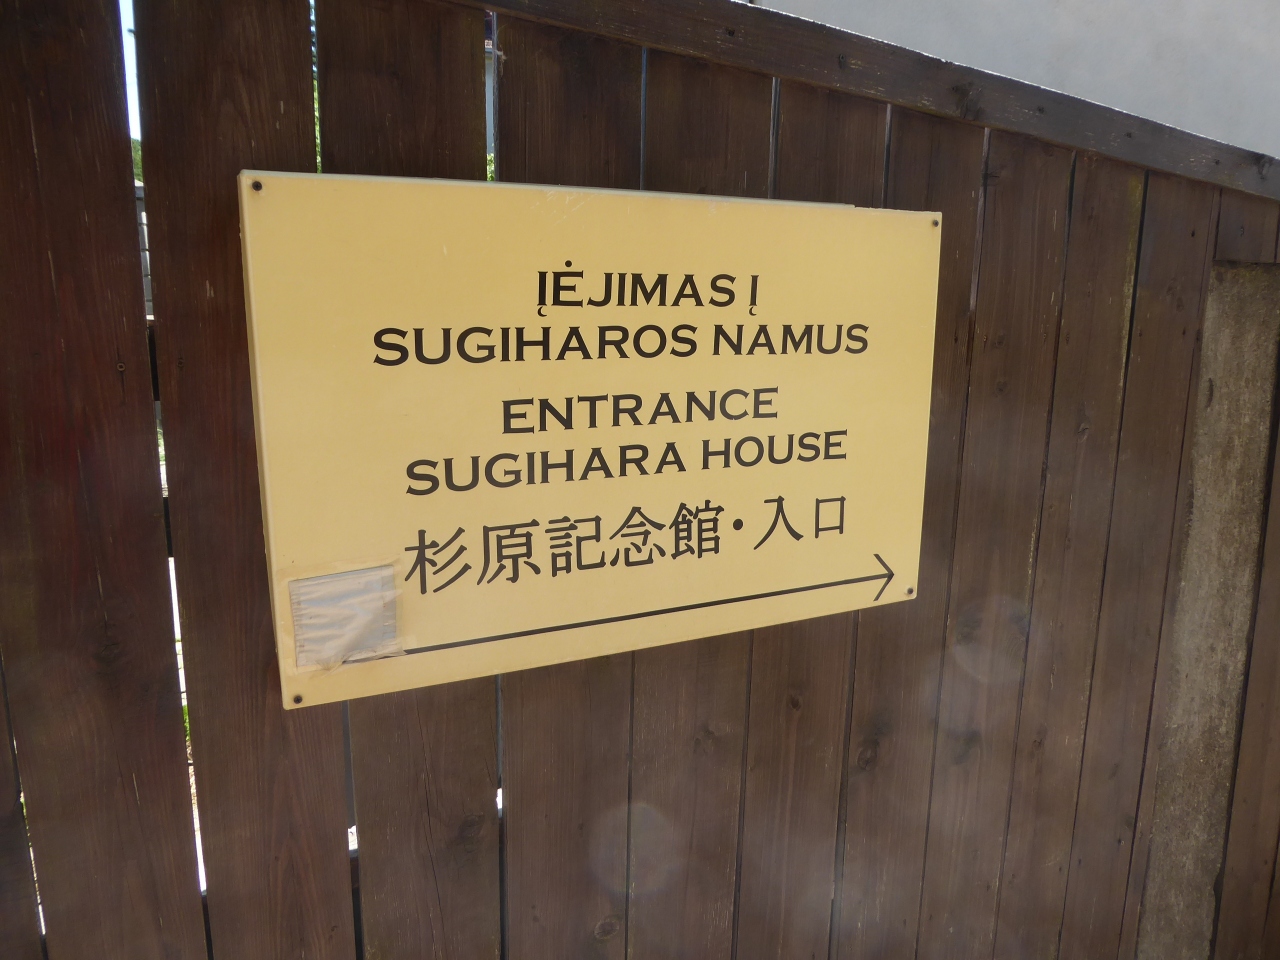 ĮĖJIMAS Į
SUGIHAROS NAMUS
ENTRANCE
SUGIHARA HOUSE
杉原記念館・入口